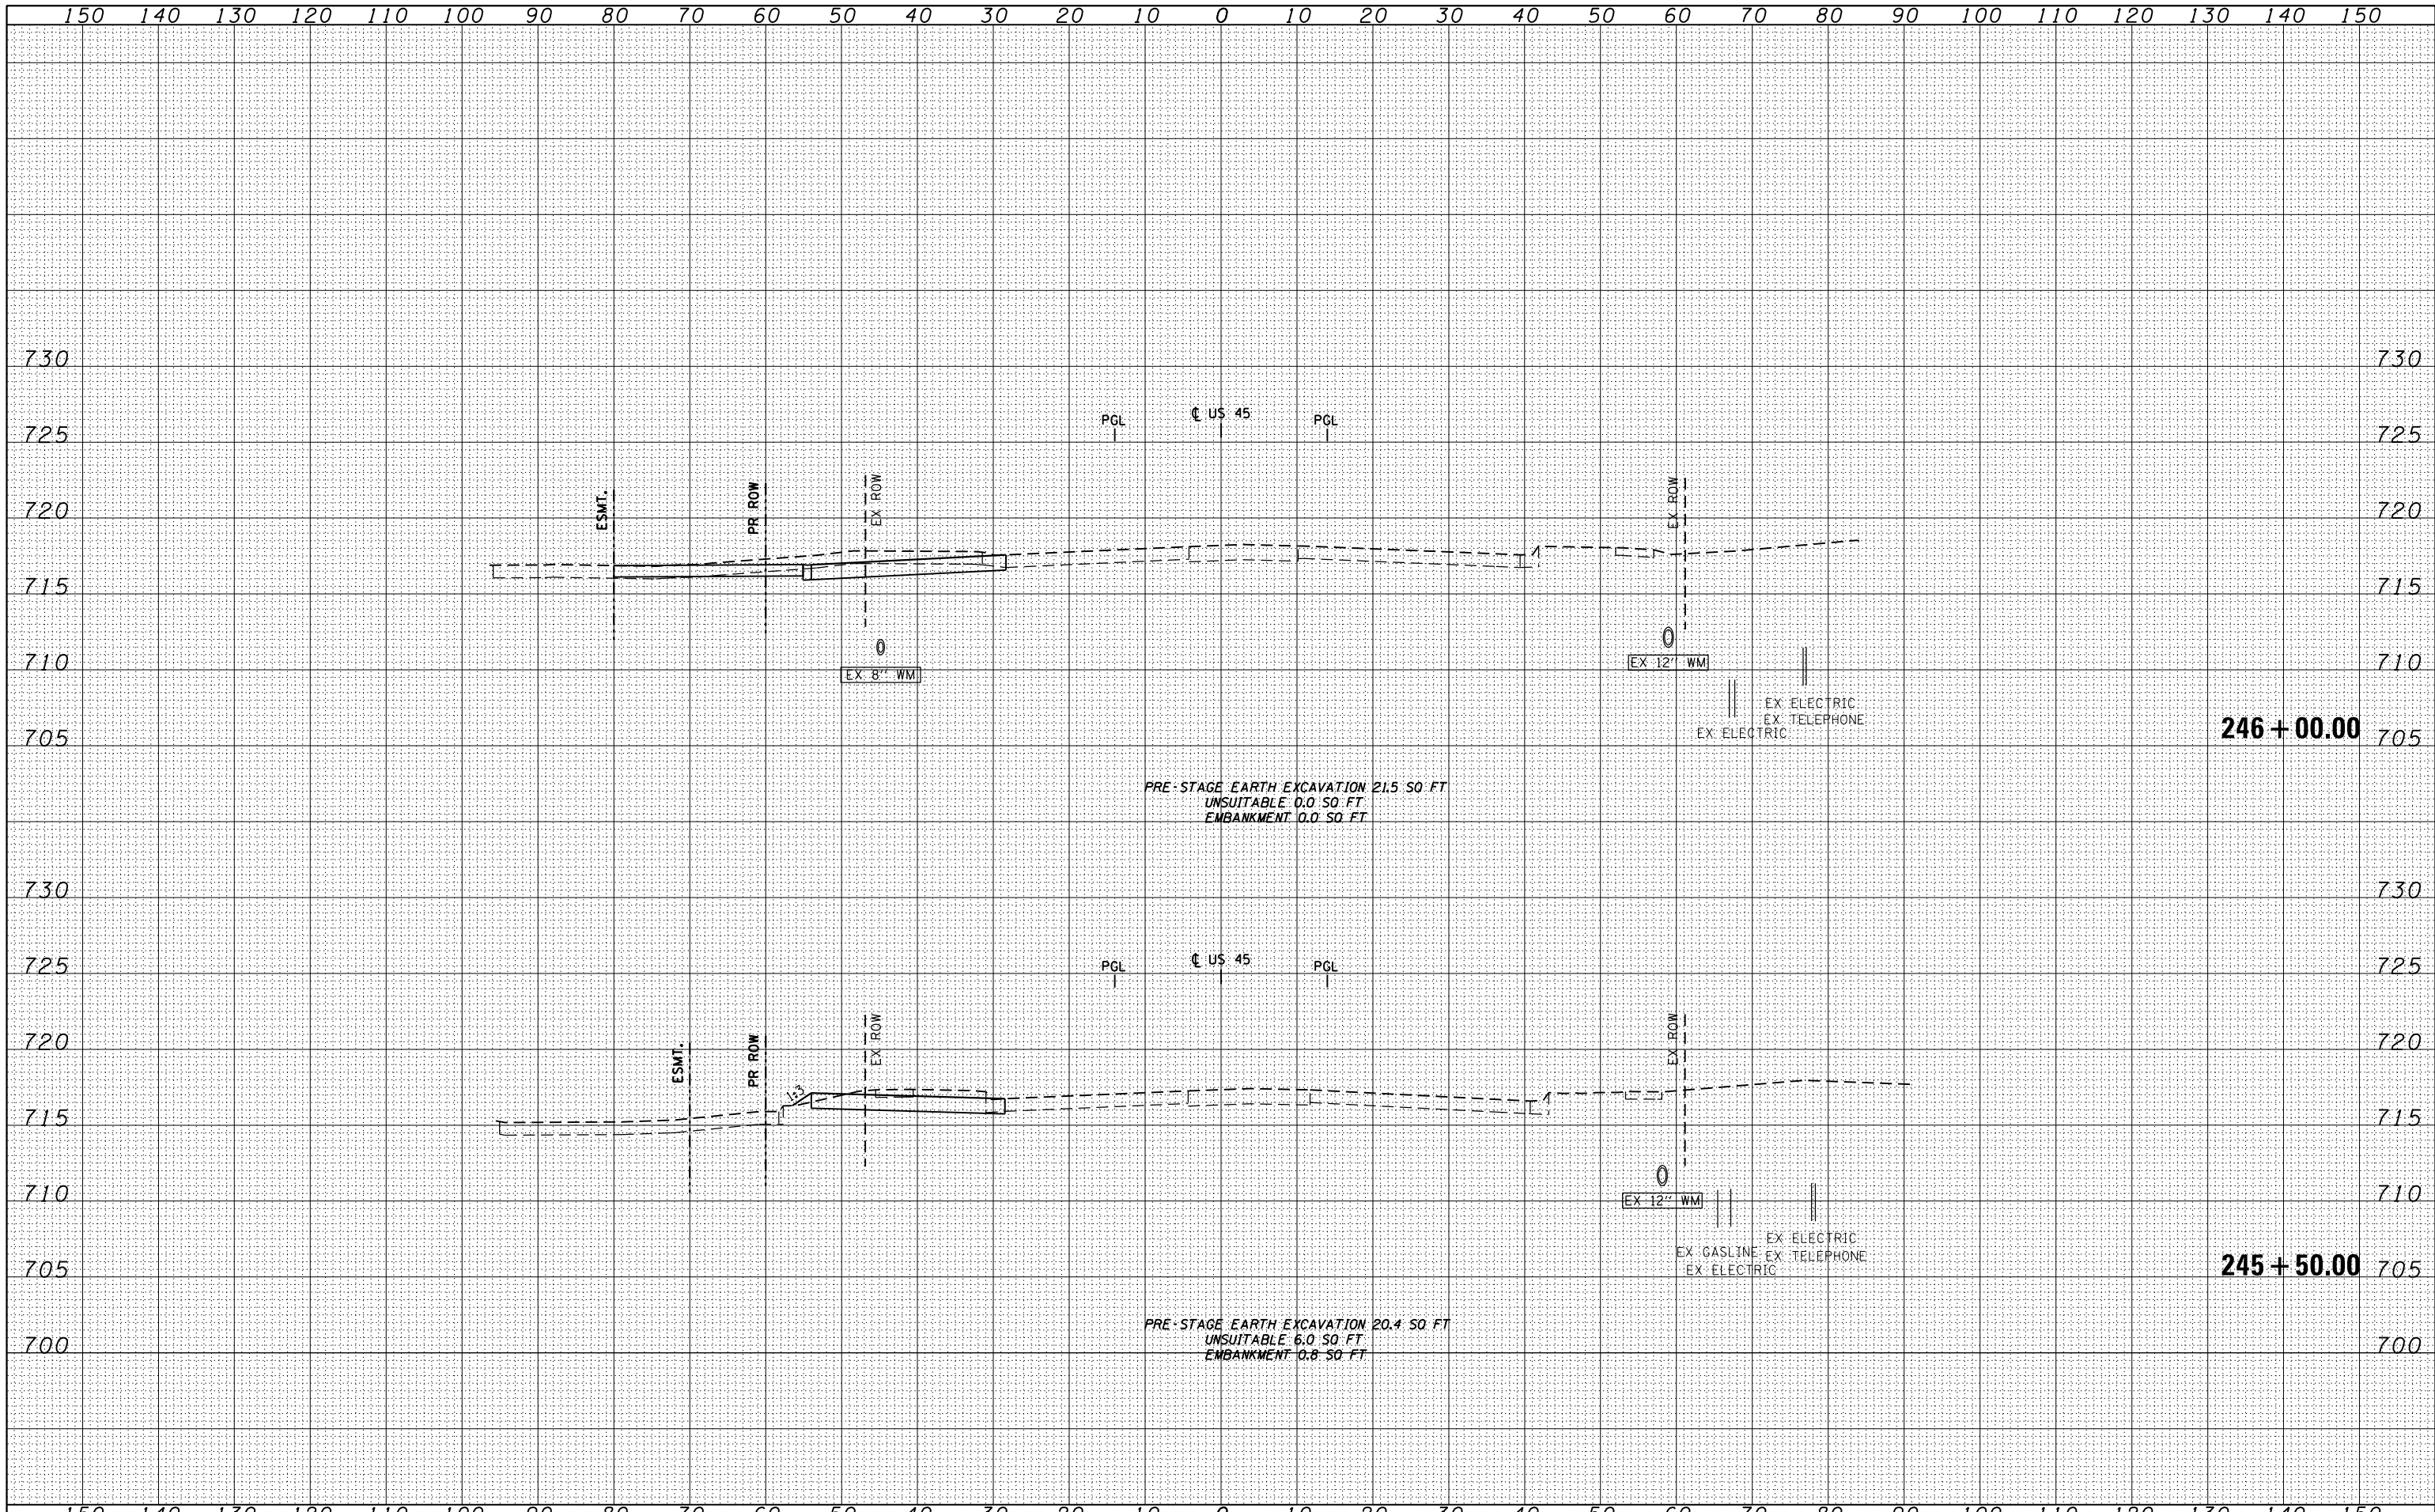 150 140 130 120 110 100 90 80 70 60 50 40 30 20 10 0 10 20 30 40 50 60 70 80 90 100 110 120 130 140 150
730 730
℄ US 45
PGL PGL
725 725
ESMT. PR ROW EX ROW EX ROW
720 720
715 715
EX 8'' WM
EX 12'' WM
710 710
EX ELECTRIC
EX TELEPHONE
EX ELECTRIC
246+00.00
705 705
PRE-STAGE EARTH EXCAVATION 21.5 SQ FT
UNSUITABLE 0.0 SQ FT
EMBANKMENT 0.0 SQ FT
730 730
℄ US 45
PGL PGL
725 725
ESMT. PR ROW EX ROW EX ROW
720 720
1:3
715 715
EX 12'' WM
710 710
EX ELECTRIC
EX GASLINE EX TELEPHONE
EX ELECTRIC
245+50.00
705 705
PRE-STAGE EARTH EXCAVATION 20.4 SQ FT
UNSUITABLE 6.0 SQ FT
EMBANKMENT 0.8 SQ FT
700 700
150 140 130 120 110 100 90 80 70 60 50 40 30 20 10 0 10 20 30 40 50 60 70 80 90 100 110 120 130 140 150